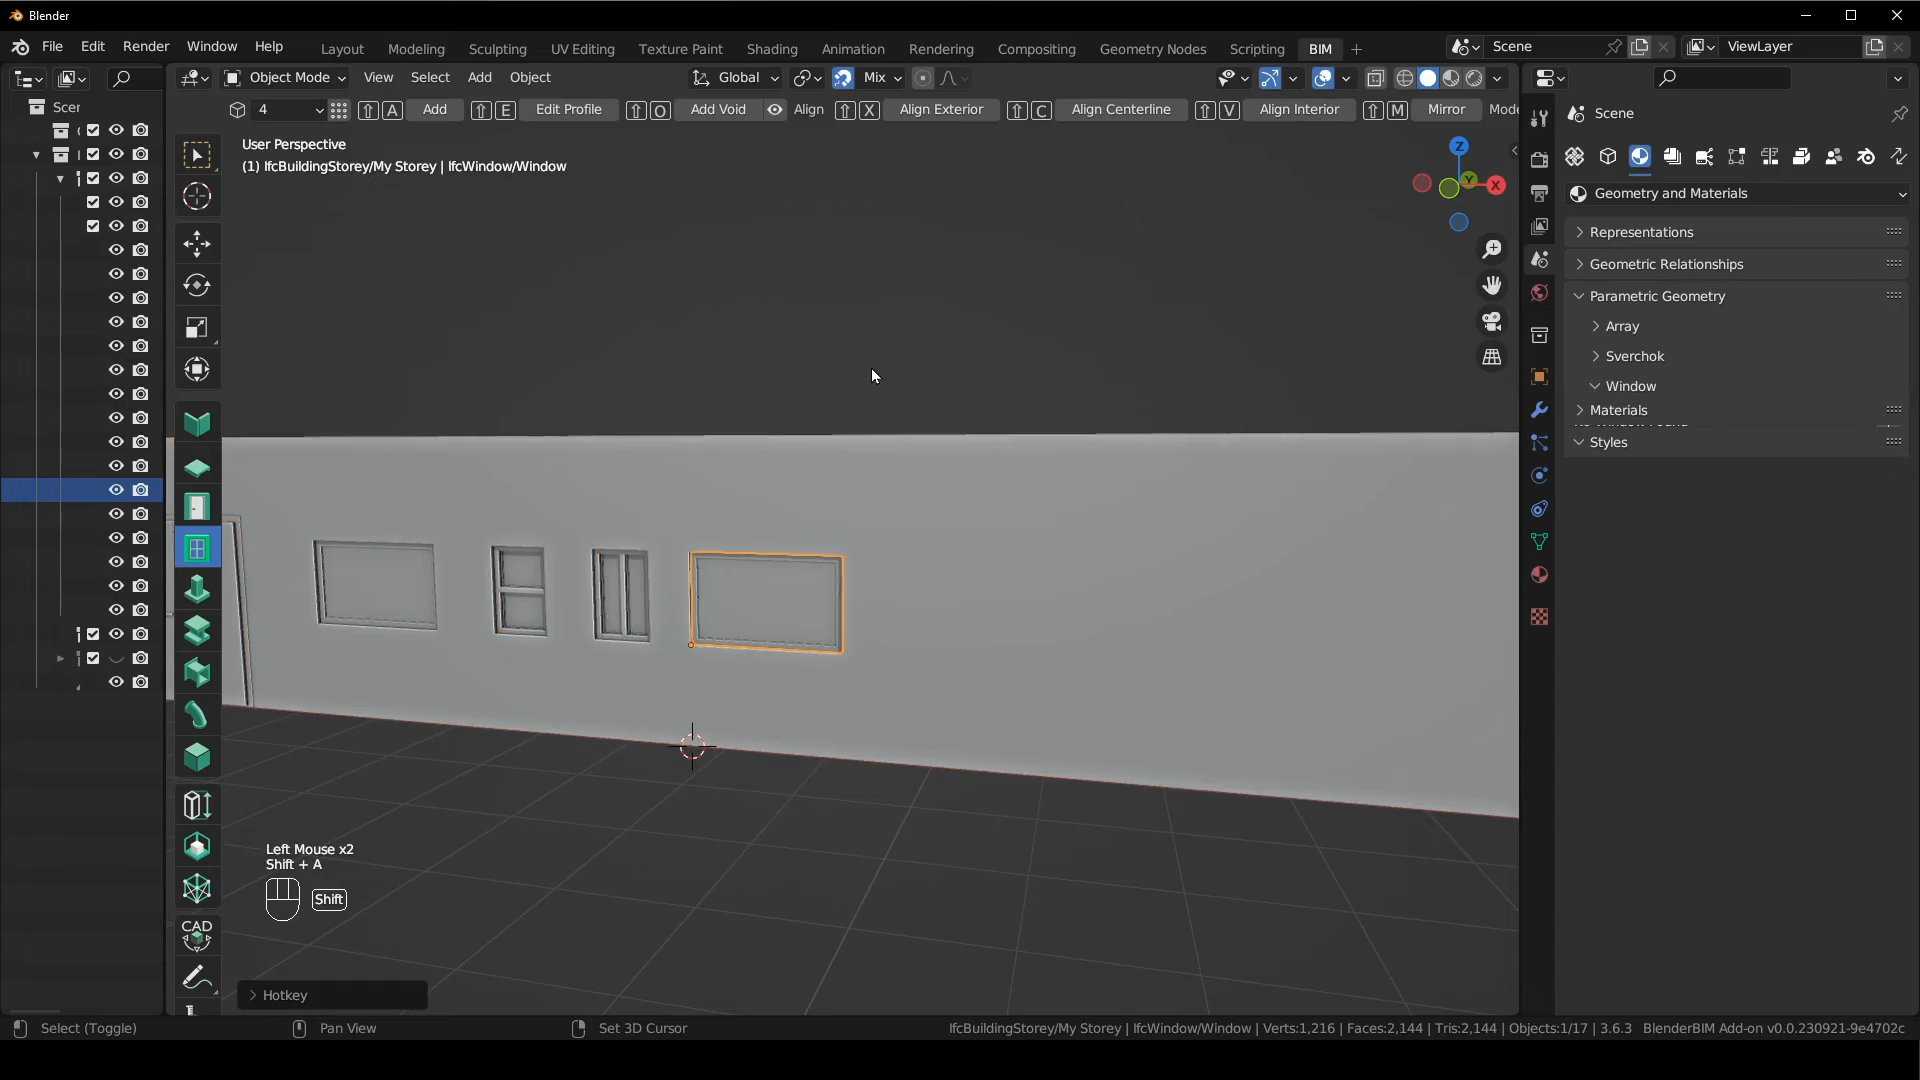 Blender
File Edit Render Window Help Layout Modeling Sculpting UV Editing Texture Paint Shading Animation Rendering Compositing Geometry Nodes Scripting BIM + Scene ViewLayer
Object Mode View Select Add Object Global Mix
4 A Add E Edit Profile O Add Void Align X Align Exterior C Align Centerline V Align Interior M Mirror Mode
User Perspective
(1) IfcBuildingStorey/My Storey | IfcWindow/Window
Z
Y
X
Scer
Scene
Geometry and Materials
Representations
Geometric Relationships
Parametric Geometry
Array
Sverchok
Window
Materials
Styles
CAD
Left Mouse x2
Shift + A
Shift
Hotkey
Select (Toggle) Pan View Set 3D Cursor IfcBuildingStorey/My Storey | IfcWindow/Window | Verts:1,216 | Faces:2,144 | Tris:2,144 | Objects:1/17 | 3.6.3 BlenderBIM Add-on v0.0.230921-9e4702c